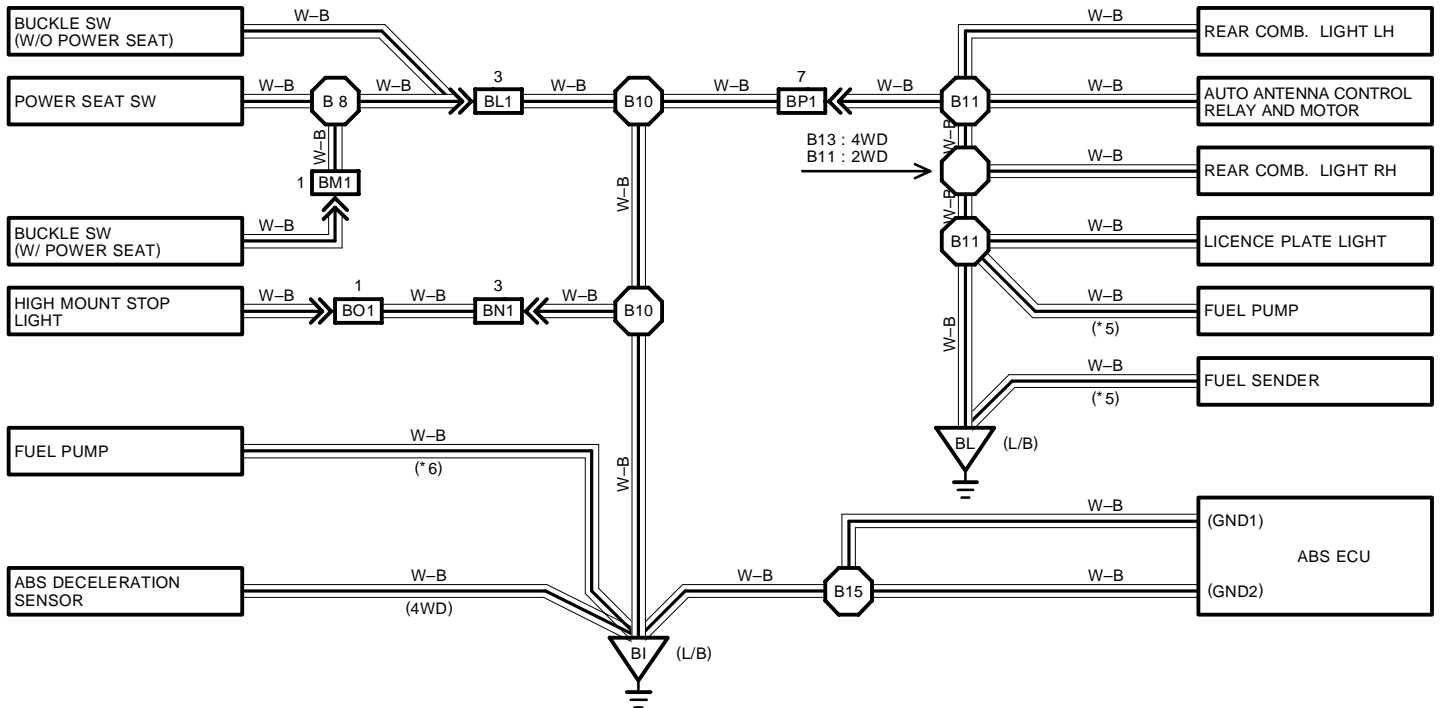 BUCKLE SW
(W/O POWER SEAT)
W–B
W–B
REAR COMB. LIGHT LH
POWER SEAT SW
W–B
B 8
W–B
3
BL1
W–B
B10
W–B
7
BP1
W–B
B11
W–B
AUTO ANTENNA CONTROL
RELAY AND MOTOR
W–B
W–B
B13 : 4WD
B11 : 2WD
W–B
REAR COMB. LIGHT RH
1
BM1
W–B
W–B
BUCKLE SW
(W/ POWER SEAT)
W–B
B11
W–B
LICENCE PLATE LIGHT
HIGH MOUNT STOP
LIGHT
W–B
1
BO1
W–B
3
BN1
W–B
B10
W–B
W–B
(*5)
FUEL PUMP
W–B
(*5)
FUEL SENDER
BL
(L/B)
FUEL PUMP
W–B
(*6)
W–B
W–B
(GND1)
ABS ECU
ABS DECELERATION
SENSOR
W–B
(4WD)
W–B
B15
W–B
(GND2)
BI
(L/B)